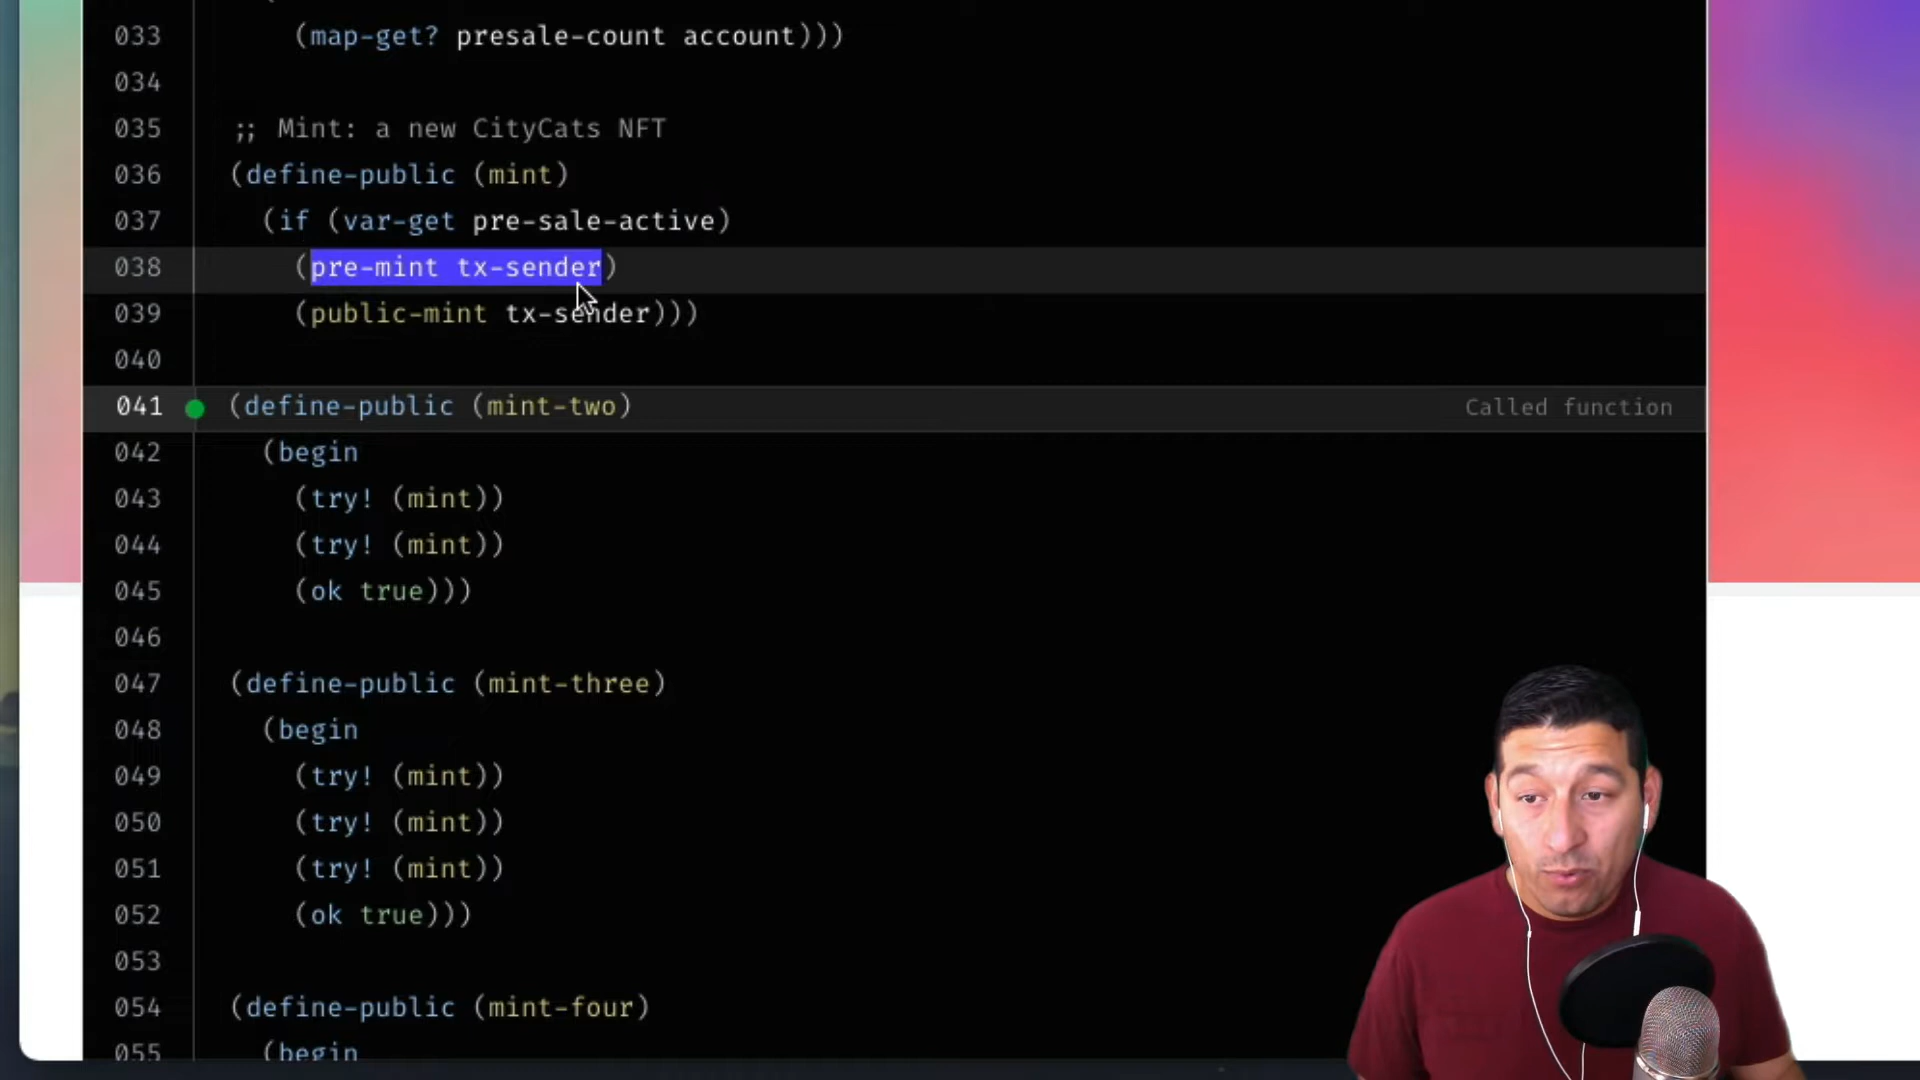 033 (map-get? presale-count account)))
034
035 ;; Mint: a new CityCats NFT
036 (define-public (mint)
037 (if (var-get pre-sale-active)
038 (pre-mint tx-sender)
039 (public-mint tx-sender)))
040
041 (define-public (mint-two) Called function
042 (begin
043 (try! (mint))
044 (try! (mint))
045 (ok true)))
046
047 (define-public (mint-three)
048 (begin
049 (try! (mint))
050 (try! (mint))
051 (try! (mint))
052 (ok true)))
053
054 (define-public (mint-four)
055 (begin